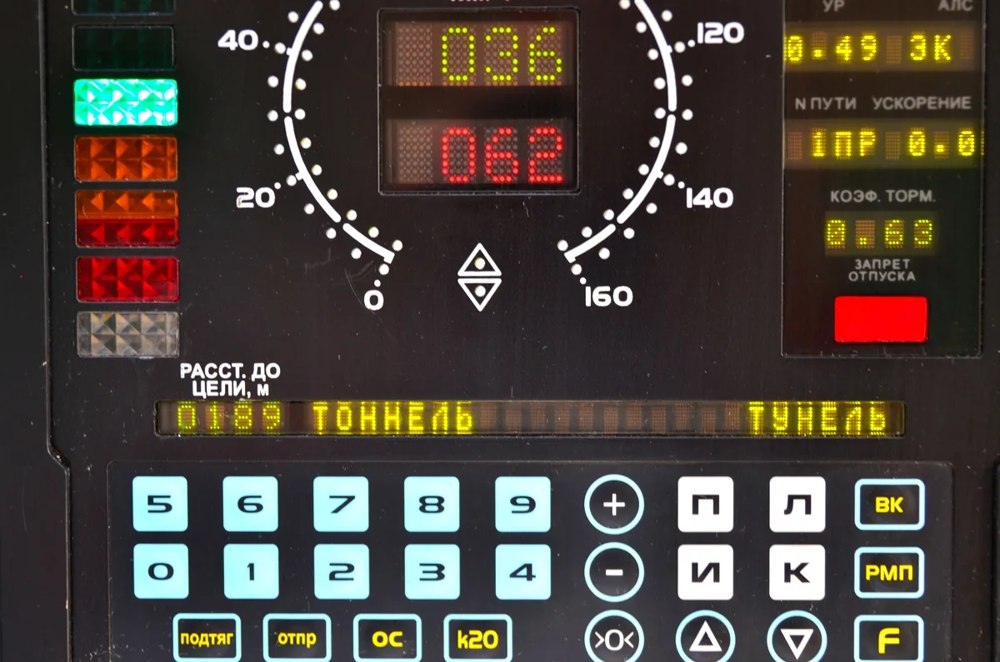 УР АЛС
40 036 120
0.49 ЗК
N ПУТИ УСКОРЕНИЕ
062
1ПР 0.0
20 140
КОЭФ. ТОРМ.
0.63
ЗАПРЕТ
ОТПУСКА
0 160
РАССТ. ДО
ЦЕЛИ, м
0189 ТОННЕЛЬ ТУНЕЛЬ
5 6 7 8 9 + П Л ВК
0 1 2 3 4 - И К РМП
подтяг отпр ос k20 >0< F